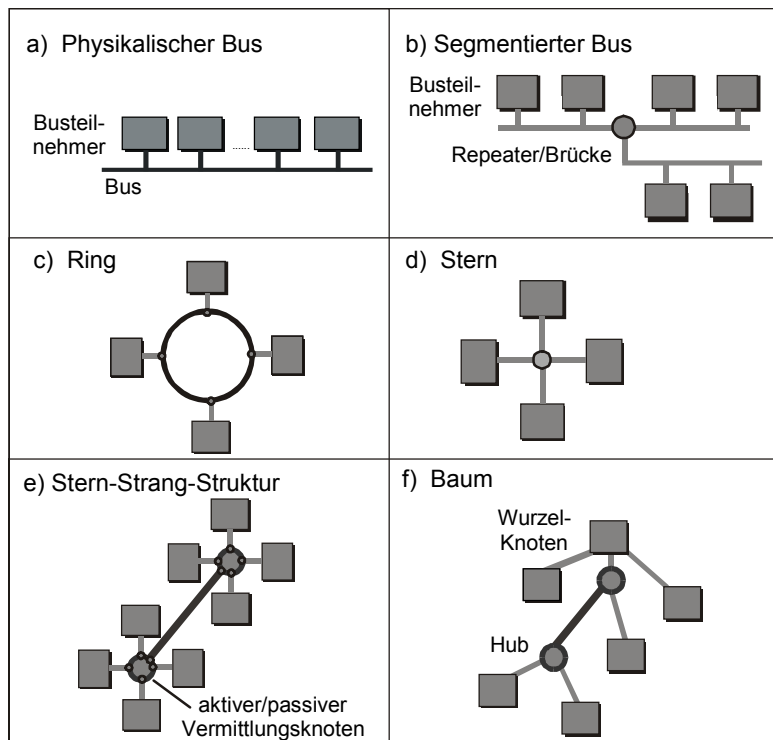 a) Physikalischer Bus
Busteil-
nehmer
......
Bus
b) Segmentierter Bus
Busteil-
nehmer
Repeater/Brücke
c) Ring
d) Stern
e) Stern-Strang-Struktur
aktiver/passiver
Vermittlungsknoten
f) Baum
Wurzel-
Knoten
Hub